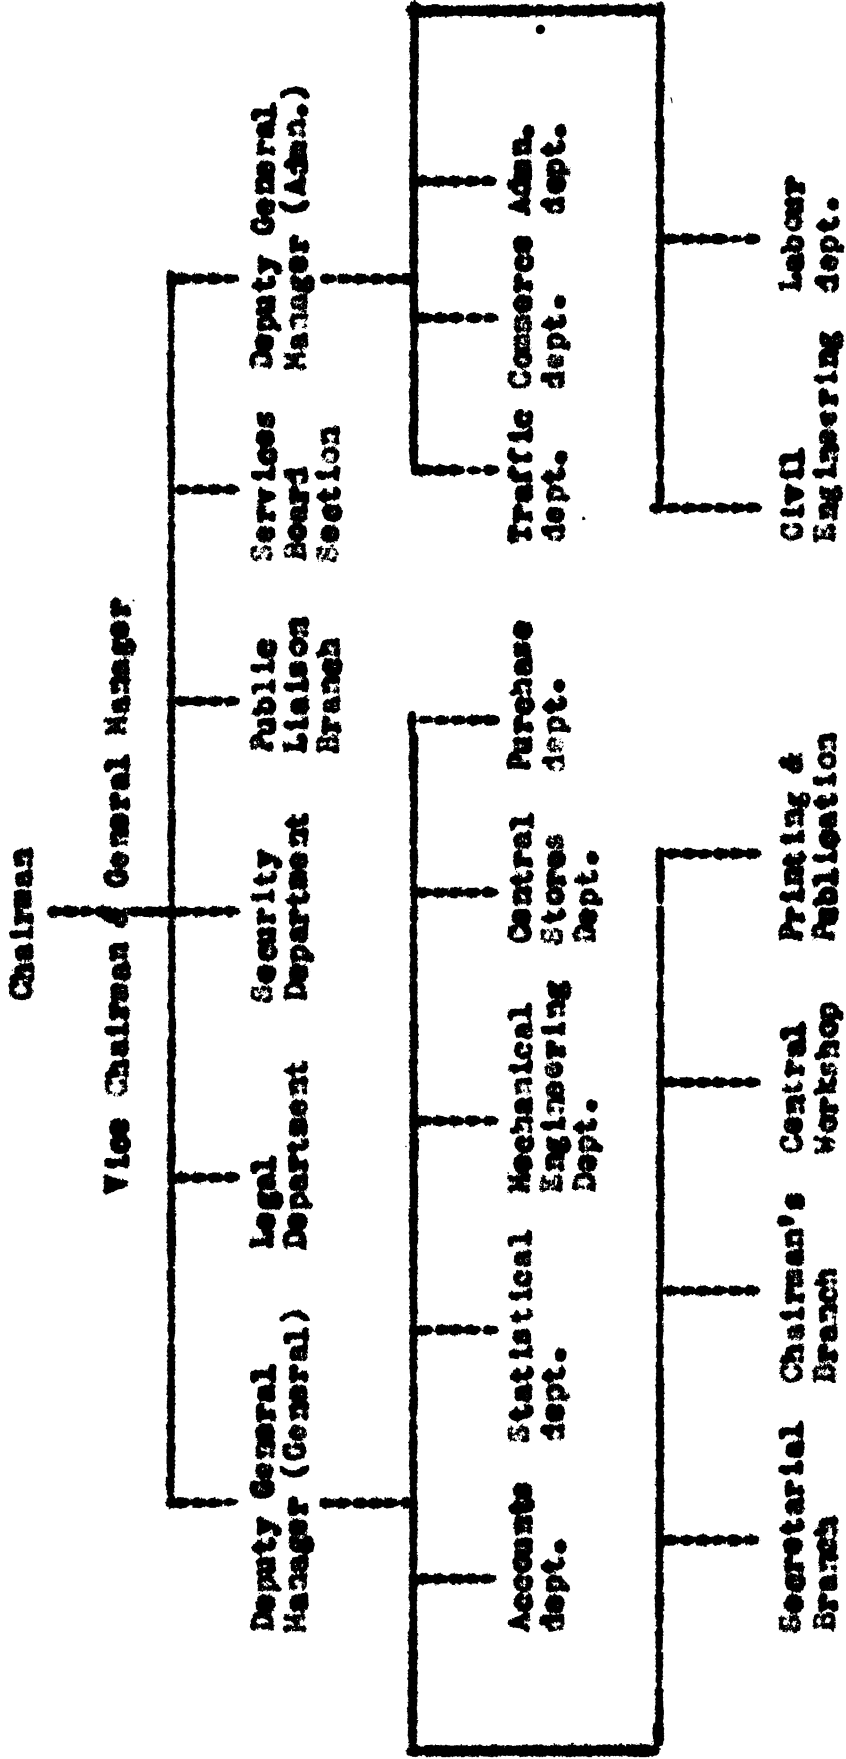 Chairman
Vice Chairman & General Manager
Deputy General
Manager (General)
Legal
Department
Security
Department
Public
Liaison
Branch
Services
Board
Section
Deputy General
Manager (Admn.)
Accounts
dept.
Statistical
dept.
Mechanical
Engineering
Dept.
Central
Stores
Dept.
Purchase
dept.
Traffic
dept.
Commerce
dept.
Admn.
dept.
Secretarial
Branch
Chairman's
Branch
Central
Workshop
Printing &
Publication
Civil
Engineering
Labour
dept.